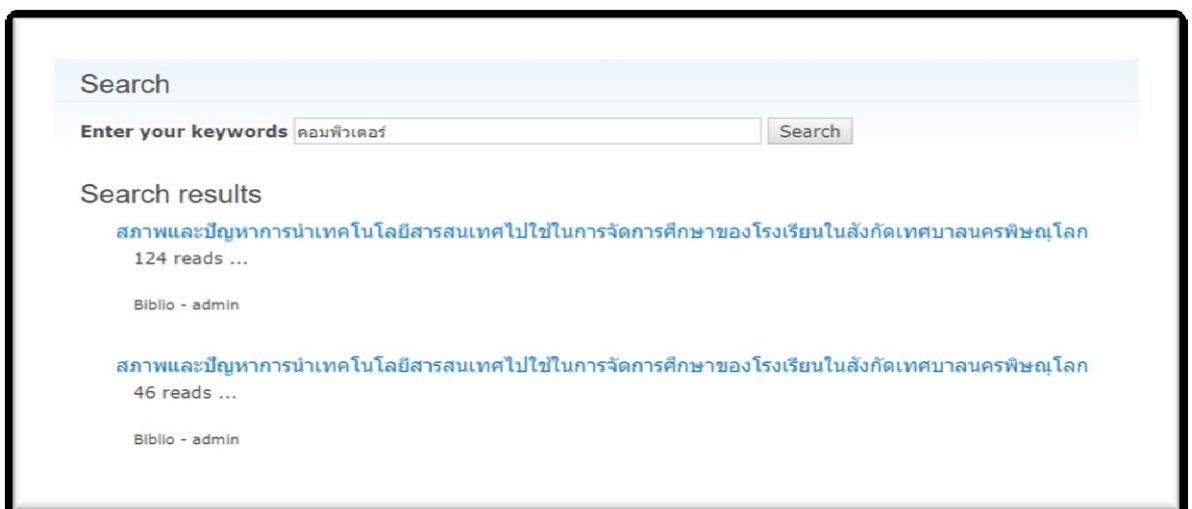 Search
Enter your keywords คอมพิวเตอร์ Search
Search results
สภาพและปัญหาการนำเทคโนโลยีสารสนเทศไปใช้ในการจัดการศึกษาของโรงเรียนในสังกัดเทศบาลนครพิษณุโลก
124 reads ...
Biblio - admin
สภาพและปัญหาการนำเทคโนโลยีสารสนเทศไปใช้ในการจัดการศึกษาของโรงเรียนในสังกัดเทศบาลนครพิษณุโลก
46 reads ...
Biblio - admin